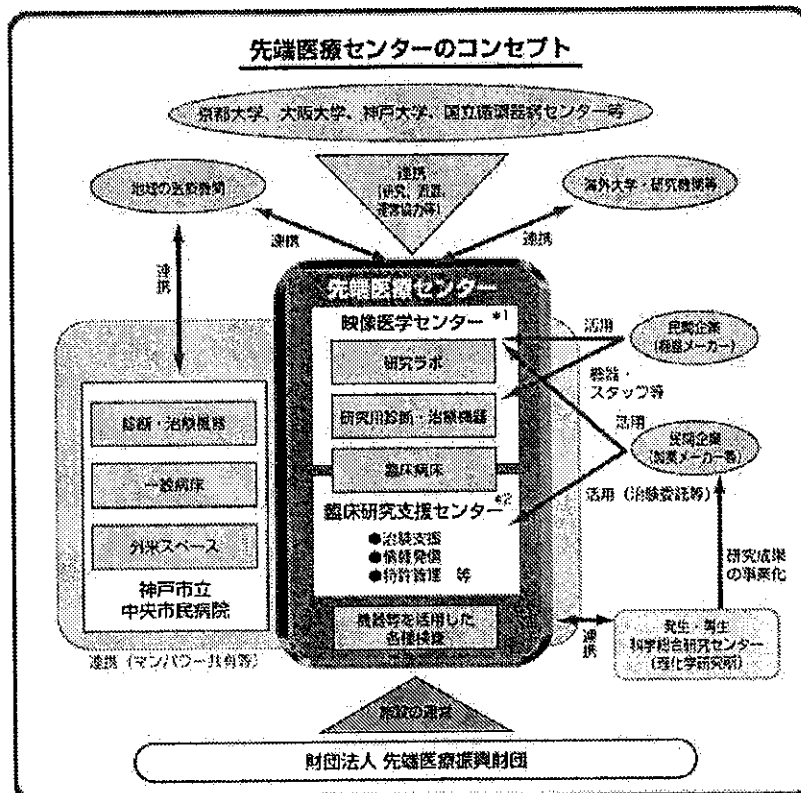 先端医療センターのコンセプト
京都大学、大阪大学、神戸大学、国立循環器病センター等
連携
(研究、
運営協力等)
地域の医療機関
海外大学・研究機関等
連携
連携
連携
先端医療センター
映像医学センター *1
研究ラボ
研究用診断・治療機器
臨床病床
臨床研究支援センター *2
●治験支援
●情報発信
●特許管理 等
機器等を活用した
各種検査
診断・治療機器
一般病床
外来スペース
神戸市立
中央市民病院
連携(マンパワー共有等)
活用
民間企業
(機器メーカー)
機器・
スタッフ等
活用
民間企業
(製薬メーカー等)
活用(治験委託等)
研究成果
の事業化
連携
発生・再生
科学総合研究センター
(理化学研究所)
施設の運営
財団法人 先端医療振興財団